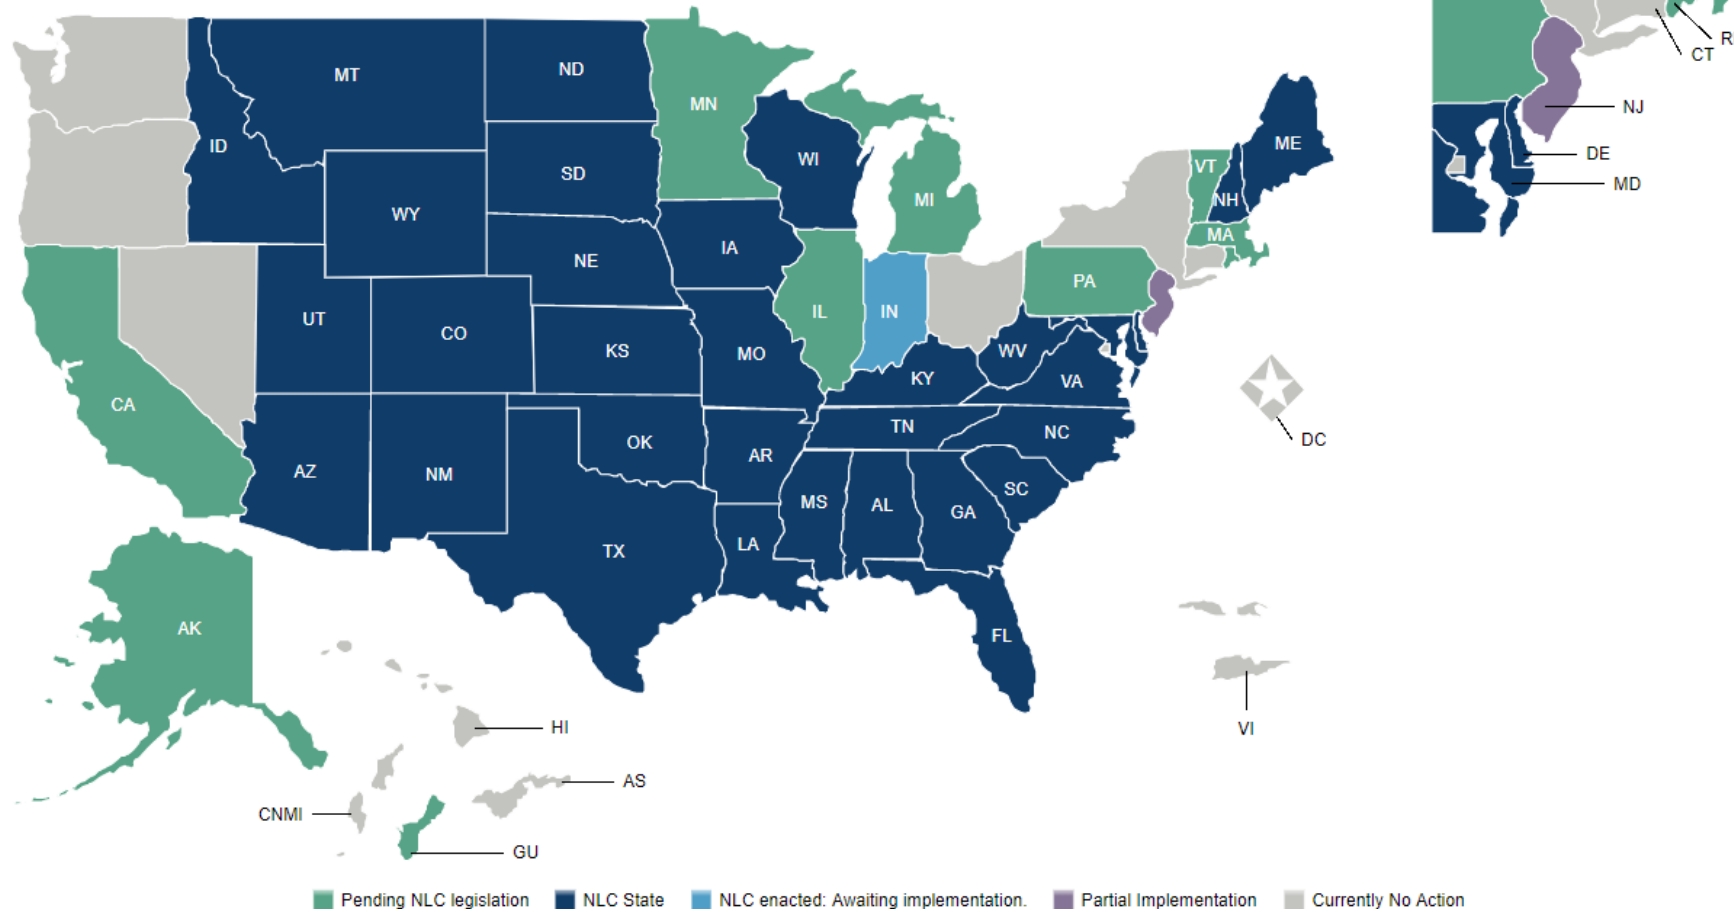 R
CT
NJ
DE
MD
MT
ND
MN
ID
WI
ME
SD
VT
WY
MI
NH
MA
IA
NE
PA
UT
CO
IL
IN
KS
MO
WV
KY
VA
CA
TN
NC
OK
DC
AR
AZ
NM
SC
MS
AL
GA
LA
TX
AK
FL
HI
VI
AS
CNMI
GU
Pending NLC legislation
NLC State
NLC enacted: Awaiting implementation.
Partial Implementation
Currently No Action